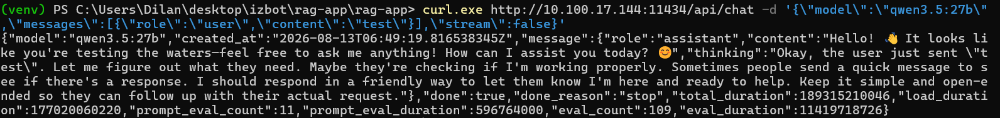 (venv) PS C:\Users\Dilan\desktop\izbot\rag-app\rag-app> curl.exe http://10.100.17.144:11434/api/chat -d '{\"model\":\"qwen3.5:27b\"
,\"messages\":[{\"role\":\"user\",\"content\":\"test\"}],\"stream\":false}'
{"model":"qwen3.5:27b","created_at":"2026-08-13T06:49:19.816538345Z","message":{"role":"assistant","content":"Hello! 👋 It looks li
ke you're testing the waters—feel free to ask me anything! How can I assist you today? 😊","thinking":"Okay, the user just sent \"t
est\". Let me figure out what they need. Maybe they're checking if I'm working properly. Sometimes people send a quick message to s
ee if there's a response. I should respond in a friendly way to let them know I'm here and ready to help. Keep it simple and open-e
nded so they can follow up with their actual request."},"done":true,"done_reason":"stop","total_duration":189315210046,"load_durati
on":177020060220,"prompt_eval_count":11,"prompt_eval_duration":596764000,"eval_count":109,"eval_duration":11419718726}